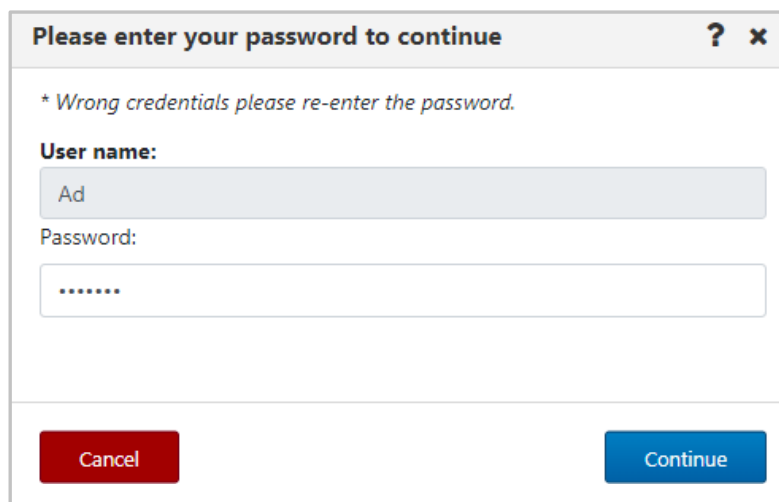 Please enter your password to continue ? ×
* Wrong credentials please re-enter the password.
User name:
Ad
Password:
•••••••
Cancel Continue